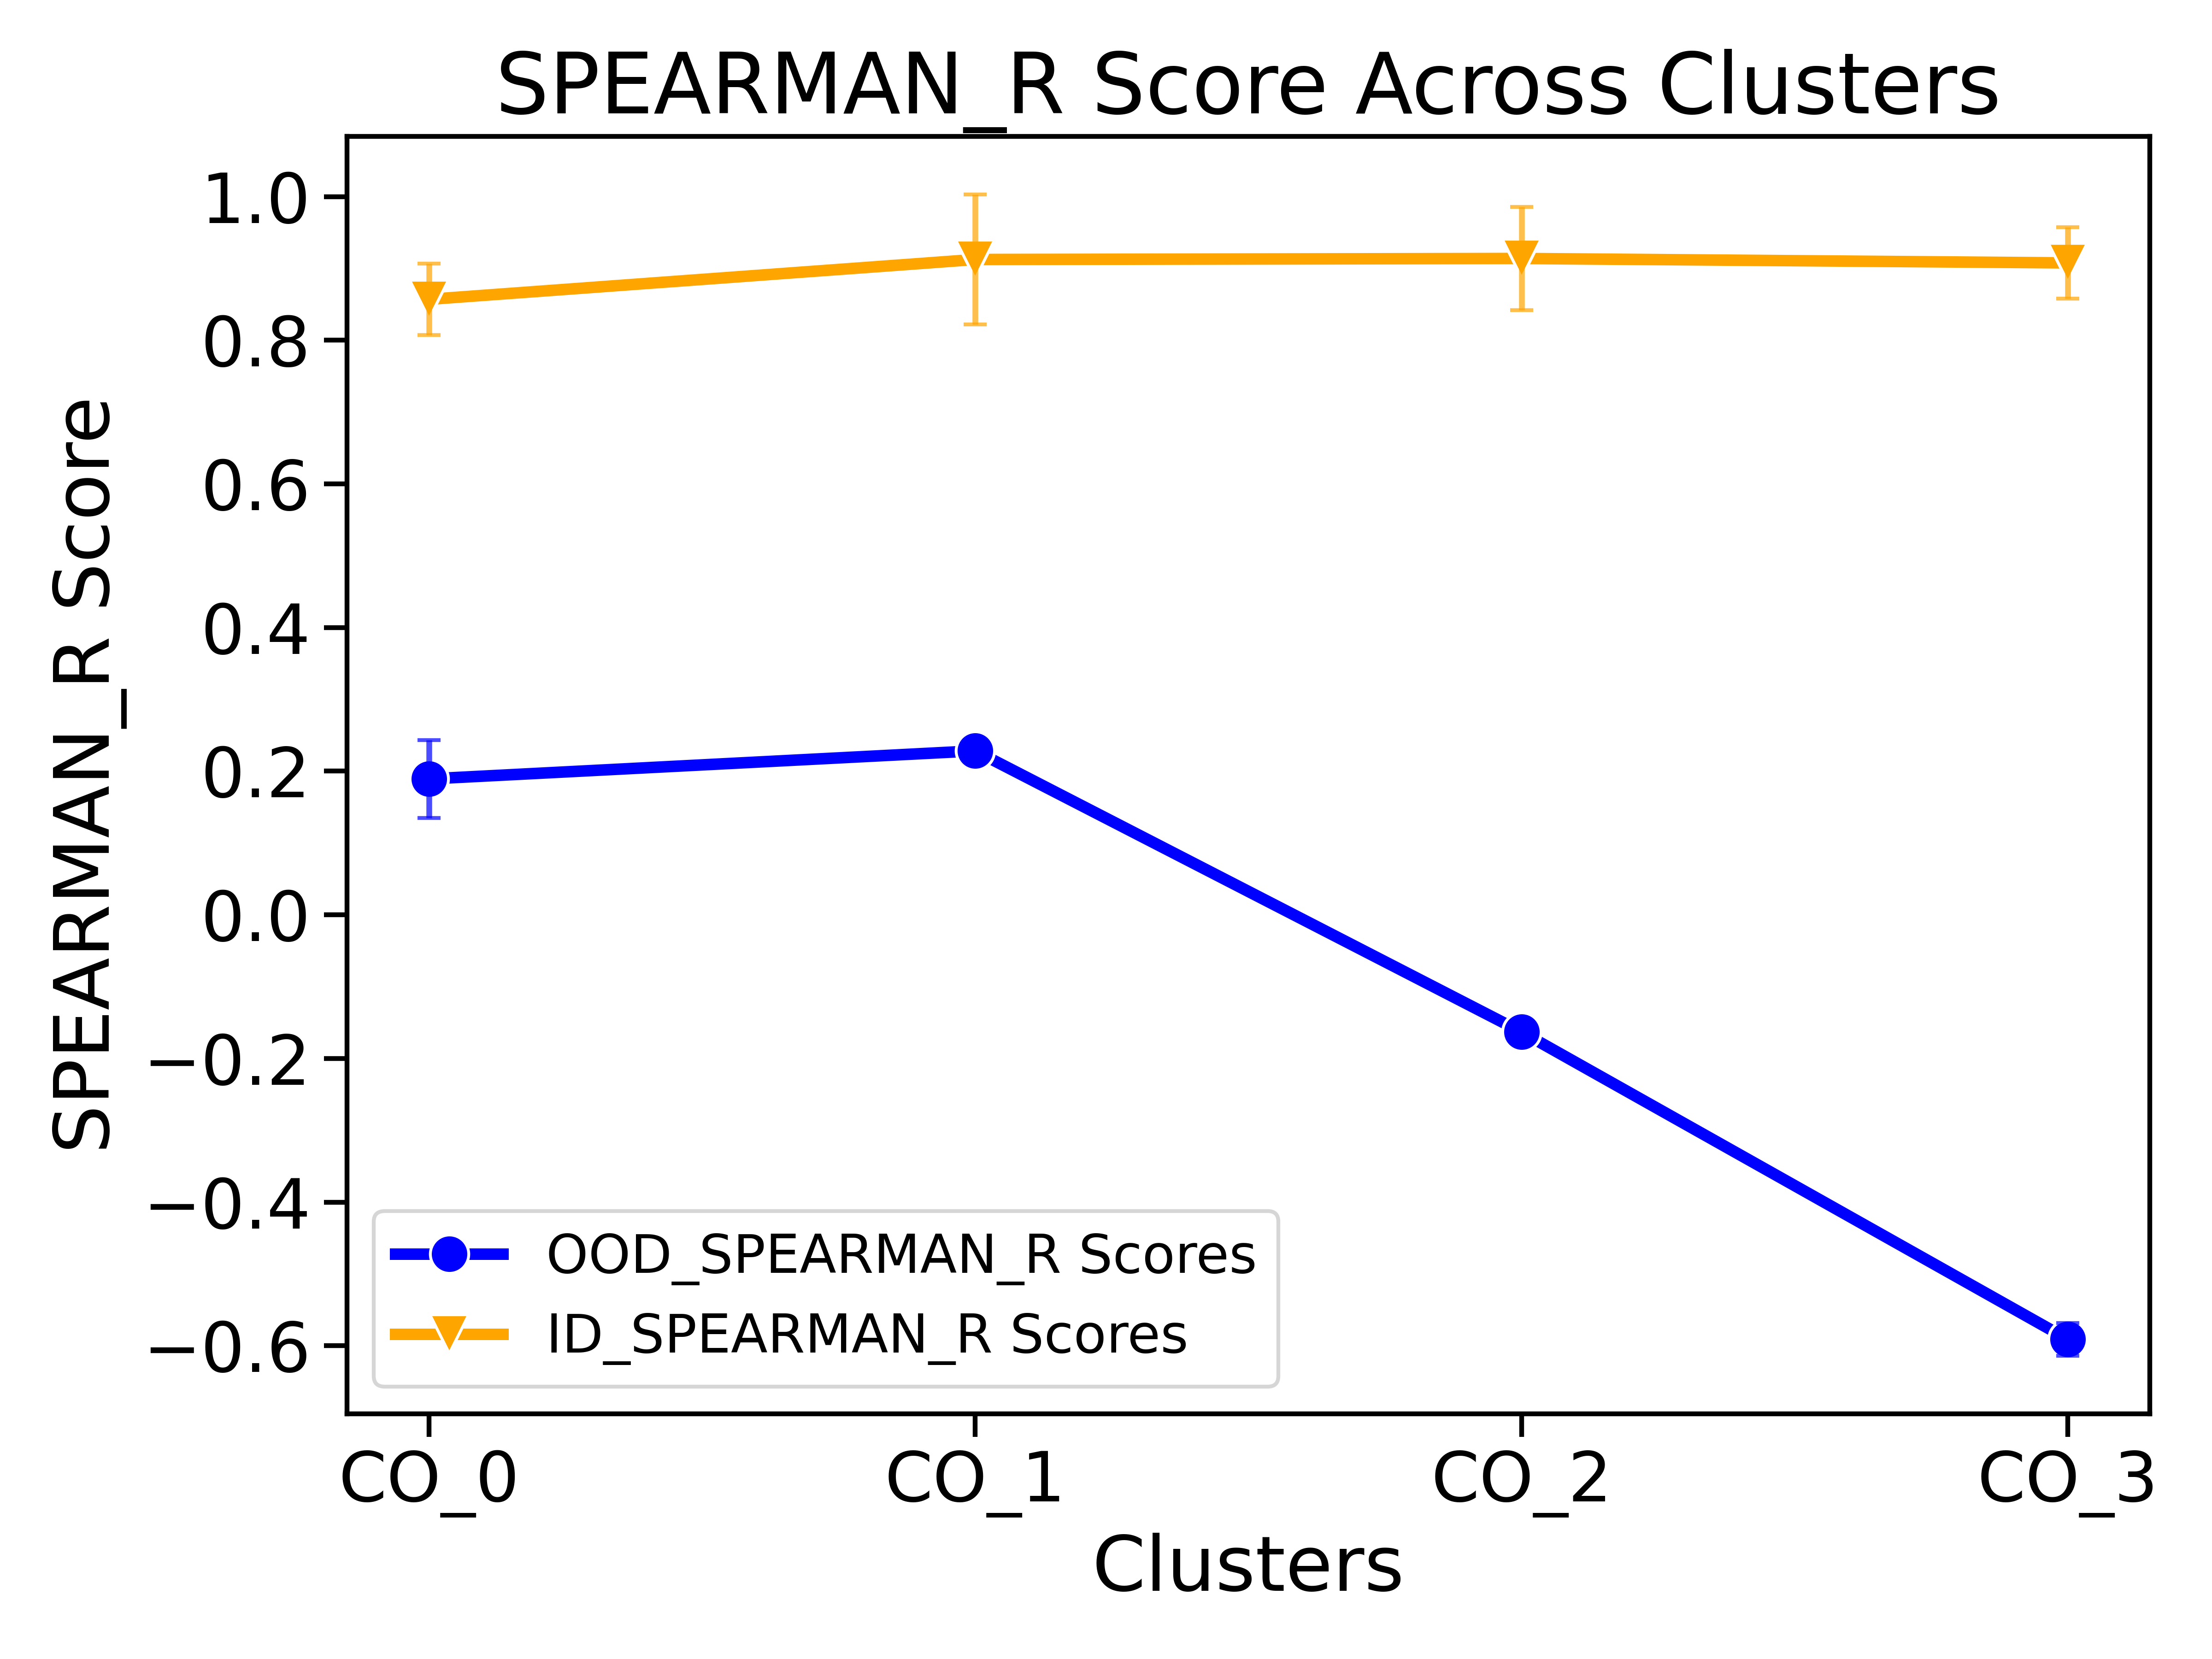 SPEARMAN_R Score Across Clusters
SPEARMAN_R Score
1.0
0.8
0.6
0.4
0.2
0.0
−0.2
−0.4
−0.6
OOD_SPEARMAN_R Scores
ID_SPEARMAN_R Scores
CO_0 CO_1 CO_2 CO_3
Clusters